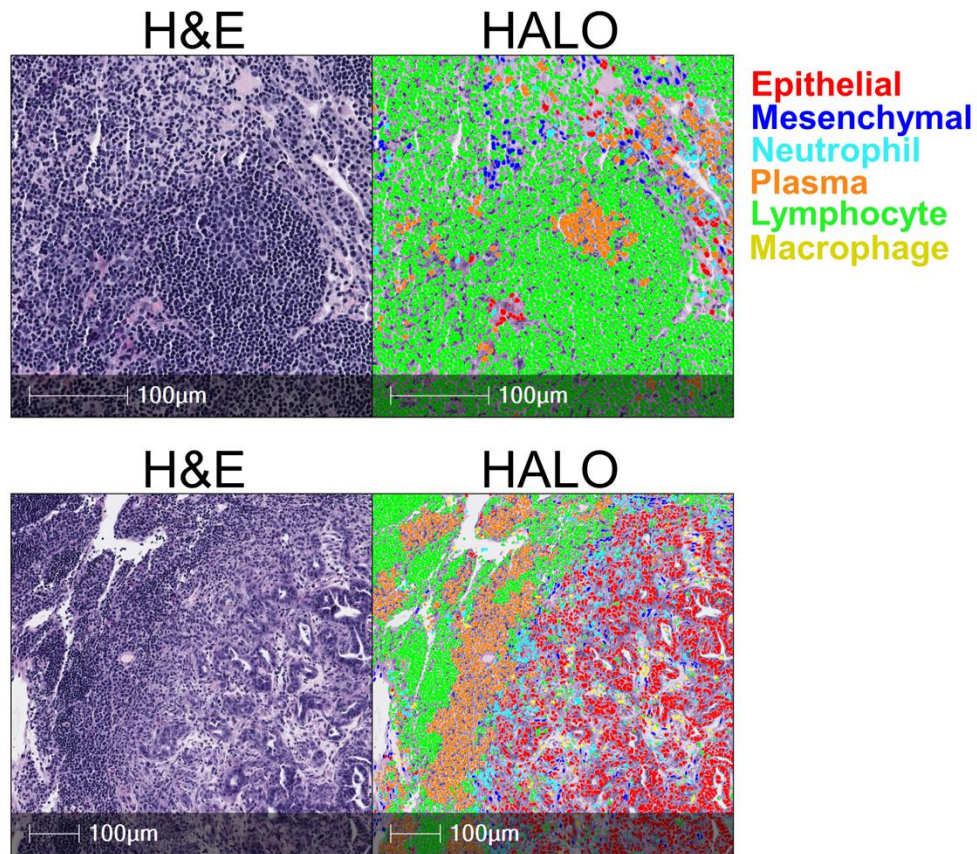 H&E
HALO
Epithelial
Mesenchymal
Neutrophil
Plasma
Lymphocyte
Macrophage
100µm
100µm
H&E
HALO
100µm
100µm